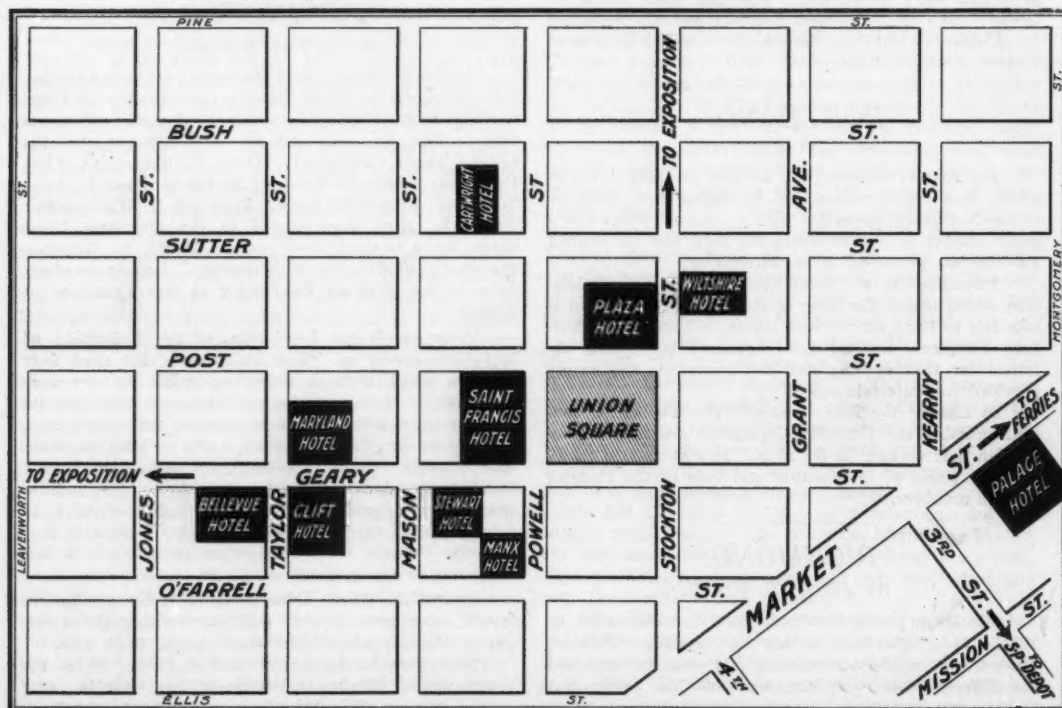 PINE ST.
TO EXPOSITION
ST.
BUSH ST.
ST. ST. ST. ST. ST AVE. ST.
CARTWRIGHT
HOTEL
SUTTER ST.
MONTGOMERY
PLAZA
HOTEL
ST.
WILTSHIRE
HOTEL
POST ST.
MARYLAND
HOTEL
SAINT
FRANCIS
HOTEL
UNION
SQUARE
GRANT
KEARNY
TO
FERRIES
ST.
PALACE
HOTEL
TO EXPOSITION
GEARY ST.
LEAVENWORTH
JONES
BELLEVUE
HOTEL
TAYLOR
CLIFT
HOTEL
MASON
STEWART
HOTEL
MANX
HOTEL
POWELL
STOCKTON
O'FARRELL ST.
MARKET
3RD ST.
TO
S.P. DEPOT
MISSION ST.
4TH
ELLIS ST.